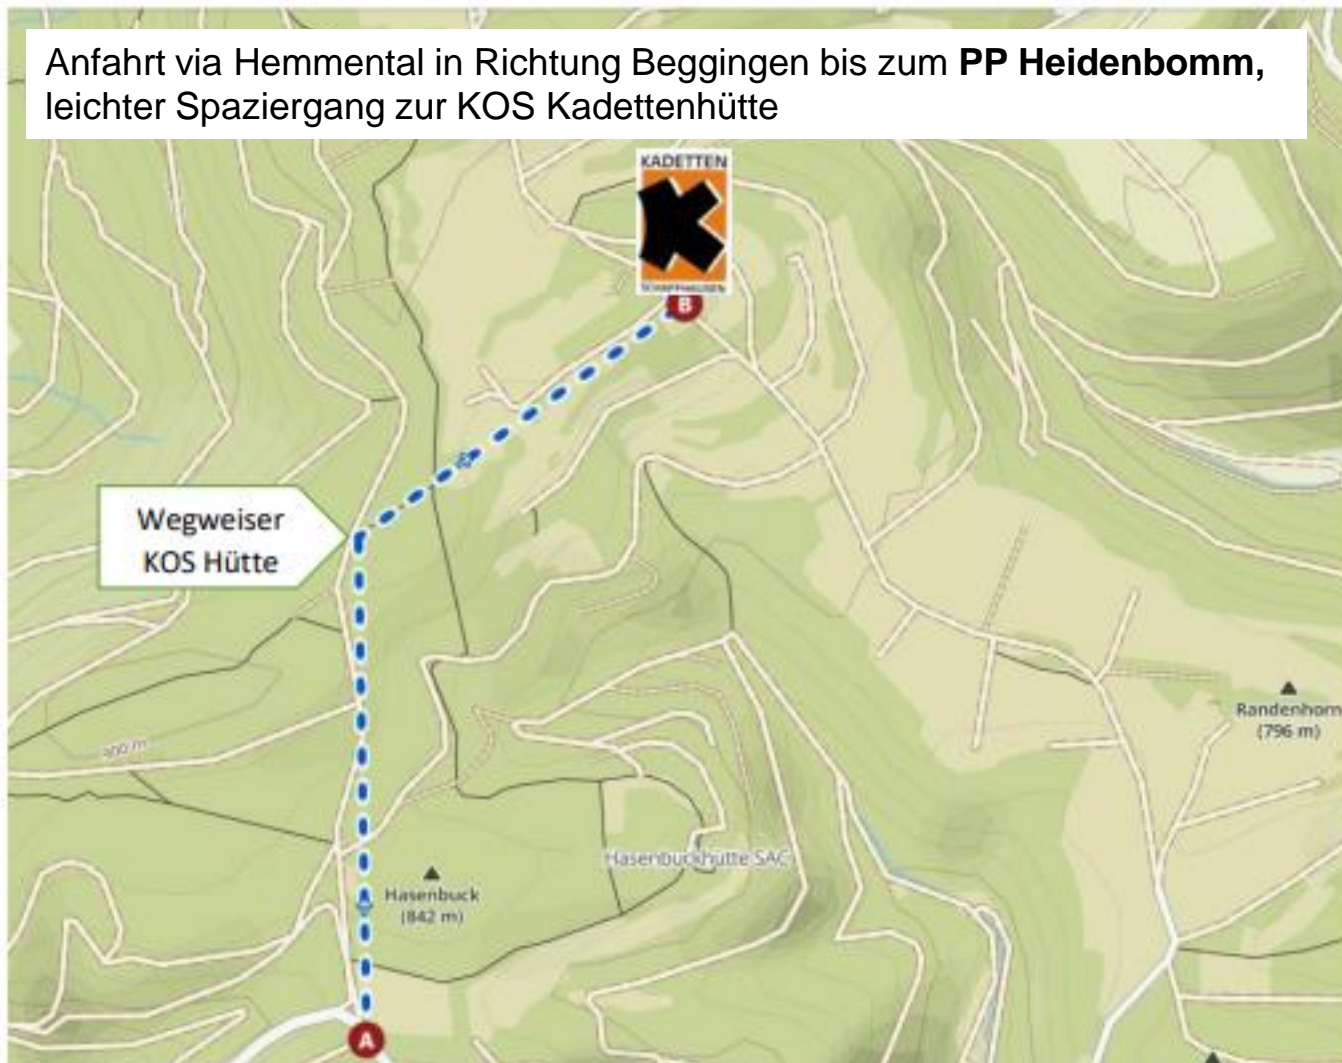 Anfahrt via Hemmental in Richtung Beggingen bis zum PP Heidenbomm,
leichter Spaziergang zur KOS Kadettenhütte
KADETTEN
SCHAFFHAUSEN
B
Wegweiser
KOS Hütte
Randenhorn
(796 m)
900 m
Hasenbuckhütte SAC
Hasenbuck
(842 m)
A